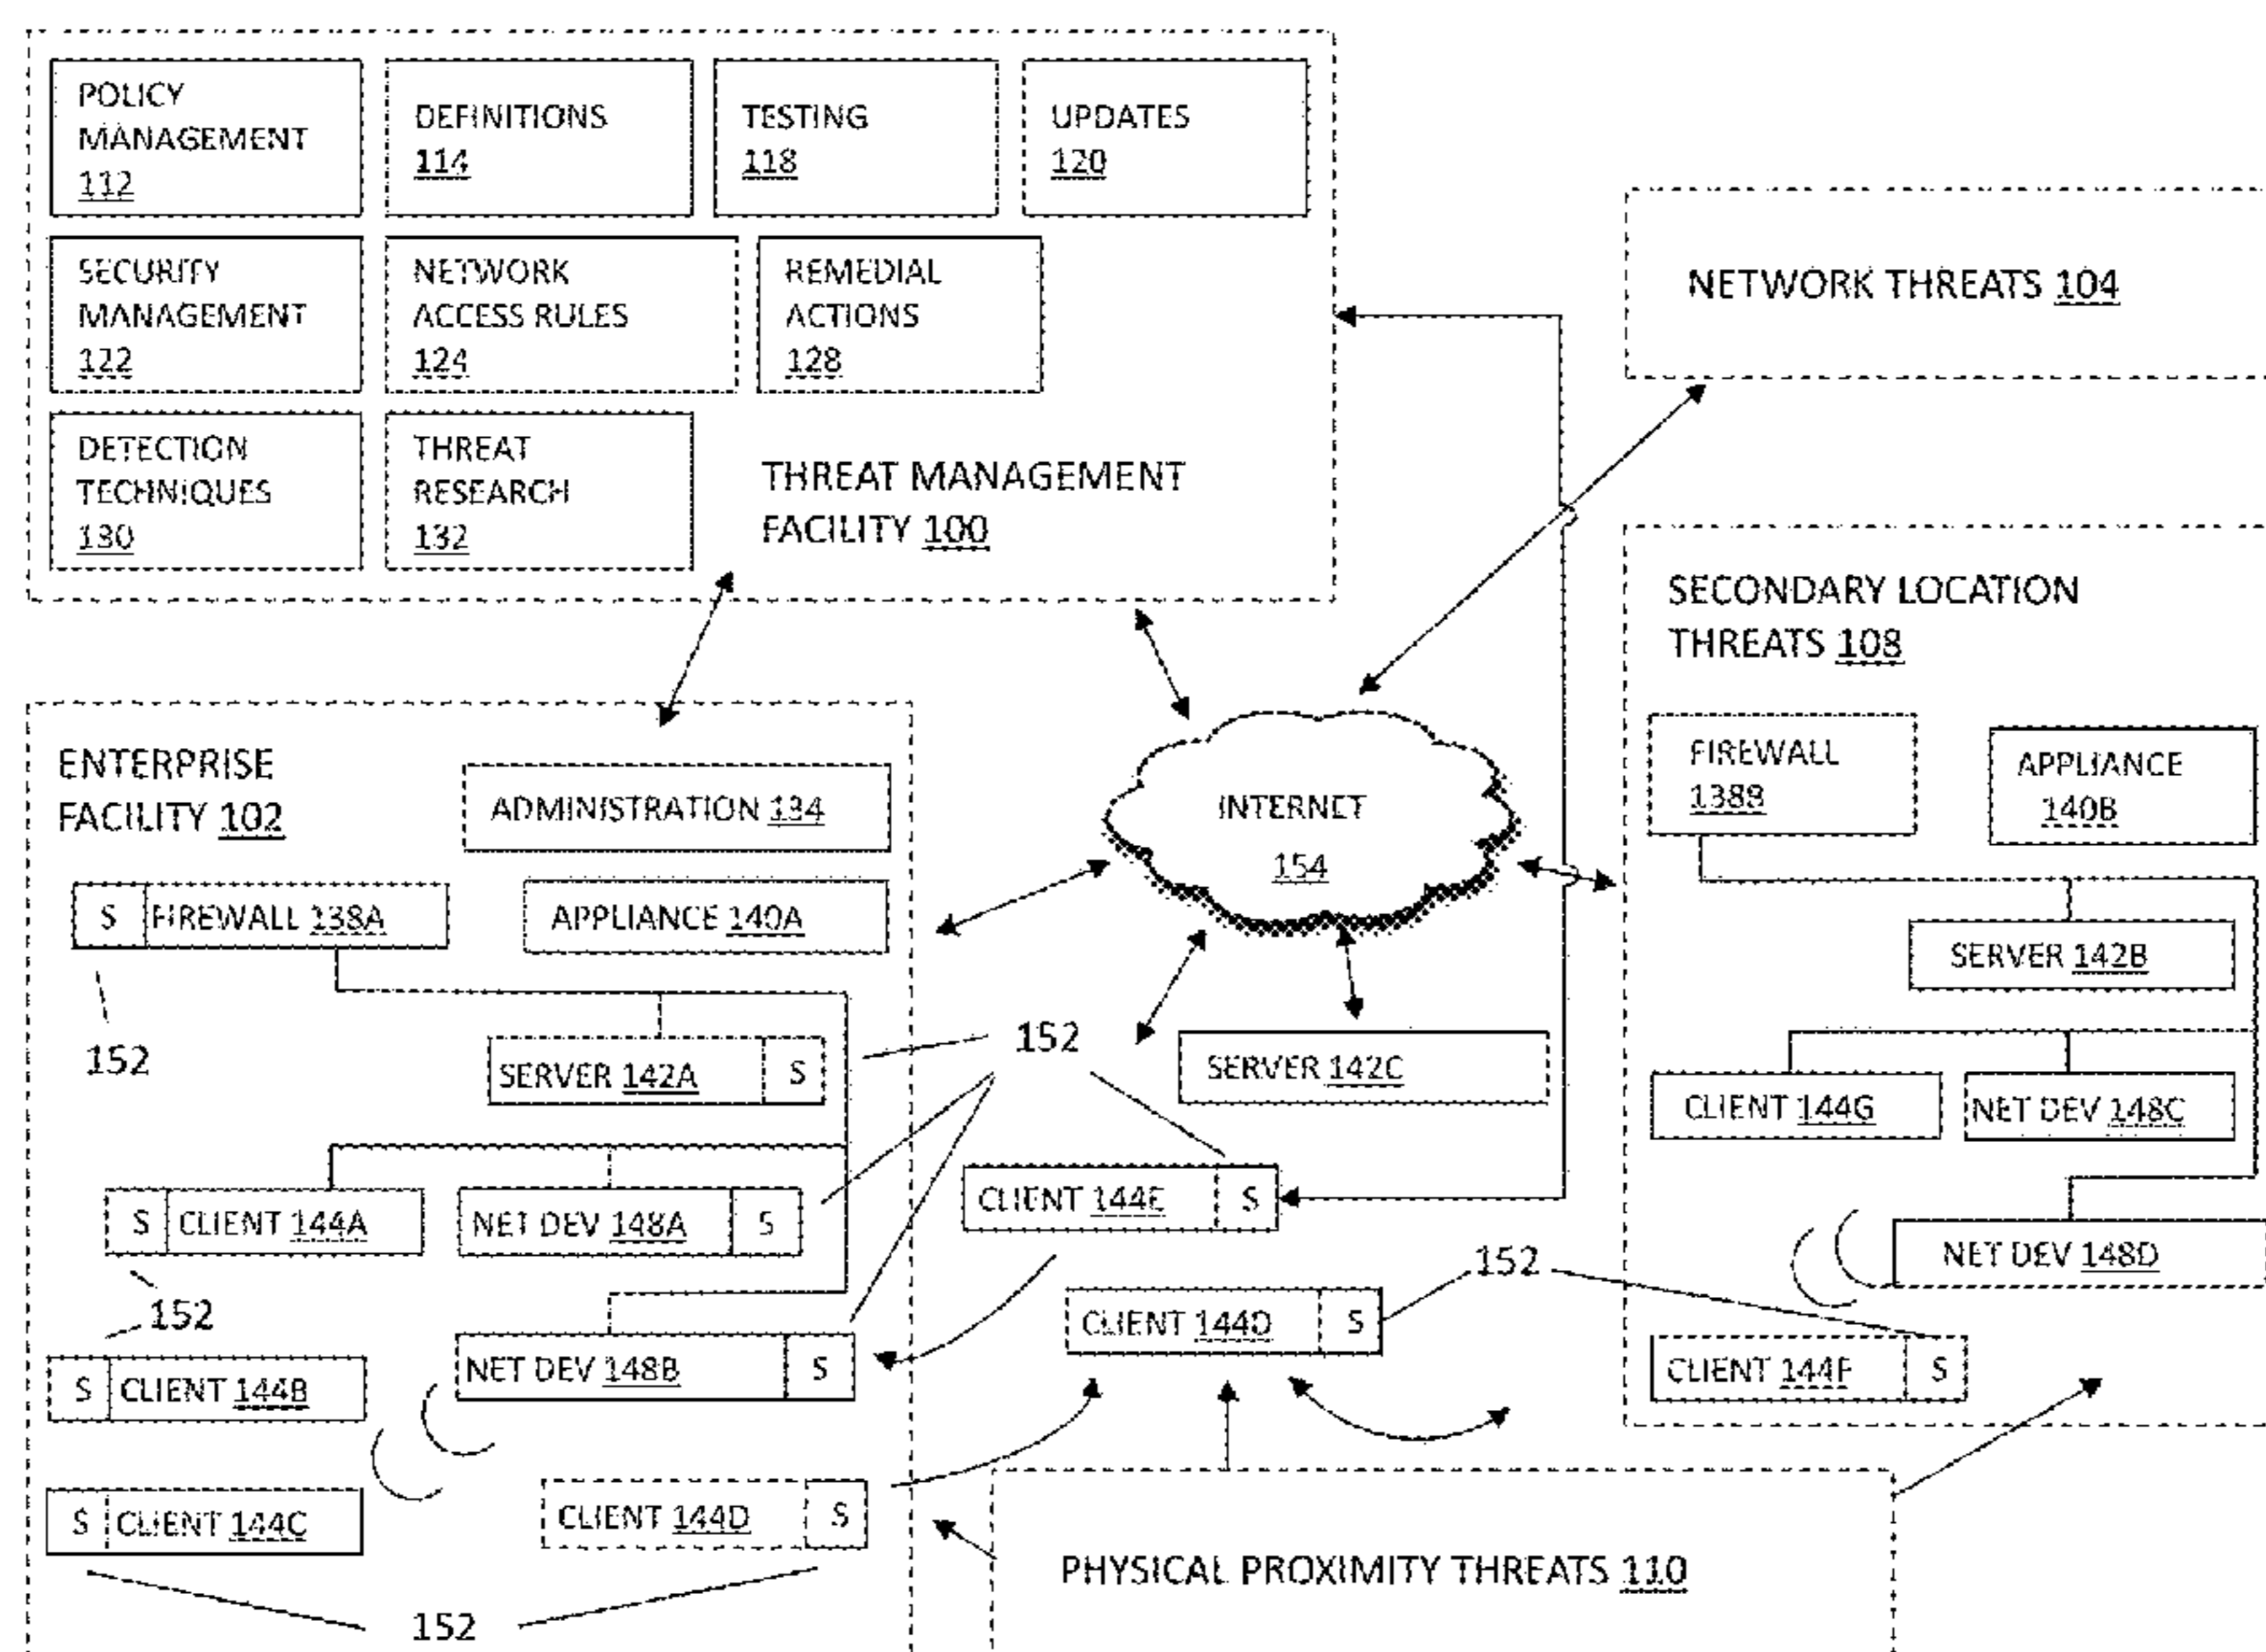 POLICY
MANAGEMENT
112
DEFINITIONS
114
TESTING
118
UPDATES
120
SECURITY
MANAGEMENT
122
NETWORK
ACCESS RULES
124
REMEDIAL
ACTIONS
128
DETECTION
TECHNIQUES
130
THREAT
RESEARCH
132
THREAT MANAGEMENT
FACILITY 100
NETWORK THREATS 104
SECONDARY LOCATION
THREATS 108
FIREWALL
138B
APPLIANCE
140B
SERVER 142B
CLIENT 144G
NET DEV 148C
NET DEV 148D
CLIENT 144F S
INTERNET
154
SERVER 142C
152
CLIENT 144E S
CLIENT 144D S
152
ENTERPRISE
FACILITY 102
ADMINISTRATION 134
S FIREWALL 138A
APPLIANCE 140A
152
SERVER 142A S
S CLIENT 144A
NET DEV 148A S
152
S CLIENT 144B
NET DEV 148B S
S CLIENT 144C
CLIENT 144D S
152
PHYSICAL PROXIMITY THREATS 110